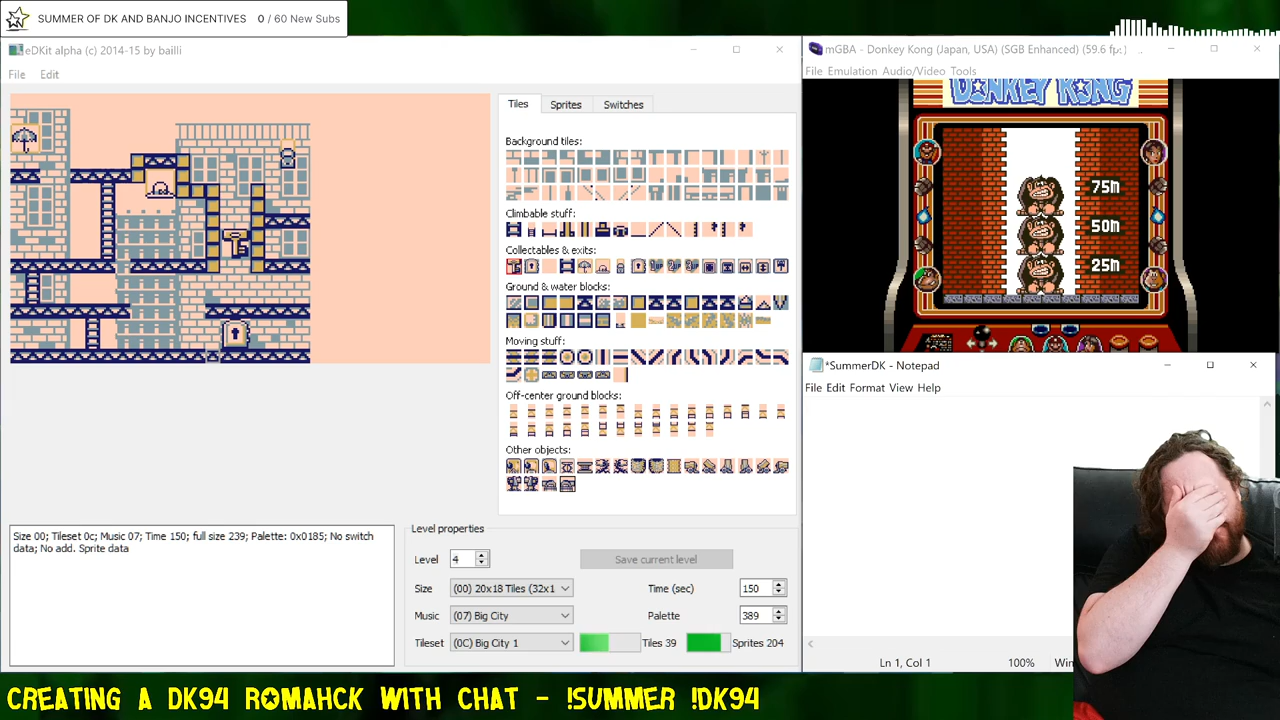 SUMMER OF DK AND BANJO INCENTIVES 0 / 60 New Subs
eDKit alpha (c) 2014-15 by bailli
File Edit
Tiles Sprites Switches
Background tiles:
Climbable stuff:
Collectables & exits:
Ground & water blocks:
Moving stuff:
Off-center ground blocks:
Other objects:
Size 00; Tileset 0c; Music 07; Time 150; full size 239; Palette: 0x0185; No switch
data; No add. Sprite data
Level properties
Level 4 Save current level
Size (00) 20x18 Tiles (32x1 Time (sec) 150
Music (07) Big City Palette 389
Tileset (0C) Big City 1 Tiles 39 Sprites 204
mGBA - Donkey Kong (Japan, USA) (SGB Enhanced) (59.6 fps)
File Emulation Audio/Video Tools
DONKEY KONG
75m
50m
25m
*SummerDK - Notepad
File Edit Format View Help
Ln 1, Col 1 100% Win
CREATING A DK94 ROMAHCK WITH CHAT - !SUMMER !DK94